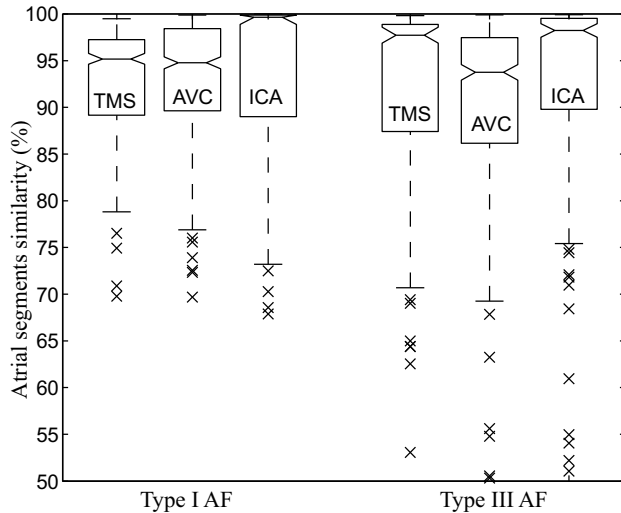 Atrial segments similarity (%)
100
95
90
85
80
75
70
65
60
55
50
TMS
AVC
ICA
TMS
AVC
ICA
Type I AF
Type III AF